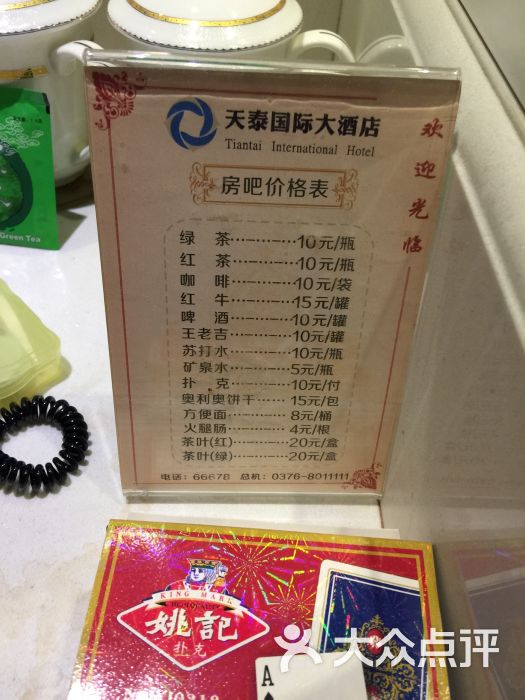 天泰国际大酒店
Tiantai International Hotel
欢迎光临
房吧价格表
绿茶 10元/瓶
红茶 10元/瓶
咖啡 10元/袋
红牛 15元/罐
啤酒 10元/罐
王老吉 10元/罐
苏打水 10元/瓶
矿泉水 5元/瓶
扑克 10元/付
奥利奥饼干 15元/包
方便面 8元/桶
火腿肠 4元/根
茶叶(红) 20元/盒
茶叶(绿) 20元/盒
电话：66678 总机：0376-8011111
Green Tea
KING MARK
姚記
扑克
A
大众点评